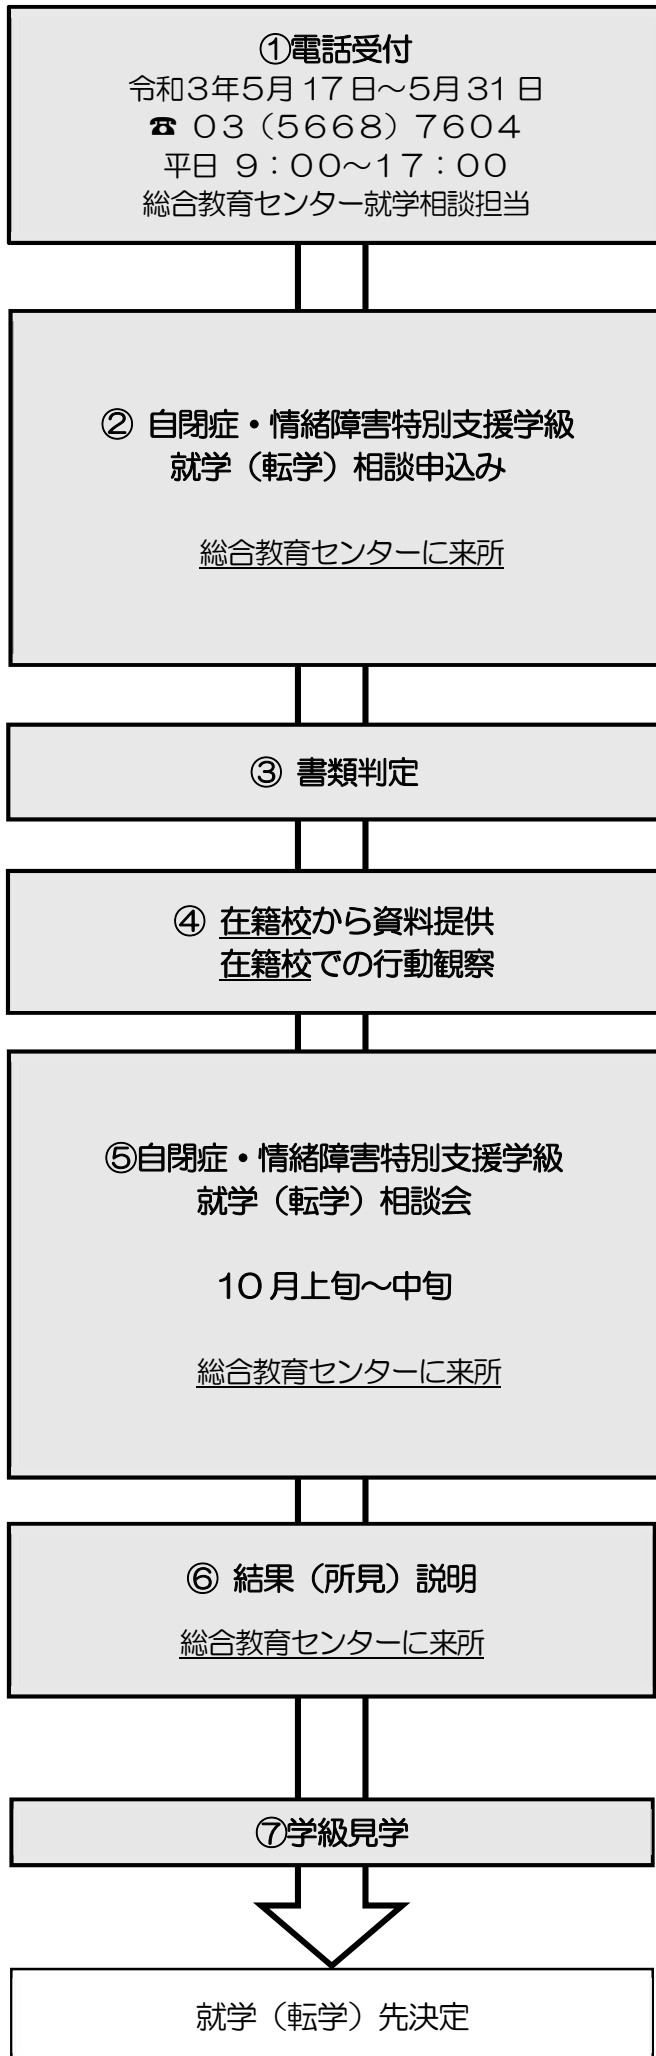 ①電話受付
令和3年5月17日～5月31日
☎ ０３（５６６８）７６０４
平日 ９：００～１７：００
総合教育センター就学相談担当
② 自閉症・情緒障害特別支援学級
就学（転学）相談申込み
総合教育センターに来所
③ 書類判定
④ 在籍校から資料提供
在籍校での行動観察
⑤自閉症・情緒障害特別支援学級
就学（転学）相談会
10月上旬～中旬
総合教育センターに来所
⑥ 結果（所見）説明
総合教育センターに来所
⑦学級見学
就学（転学）先決定